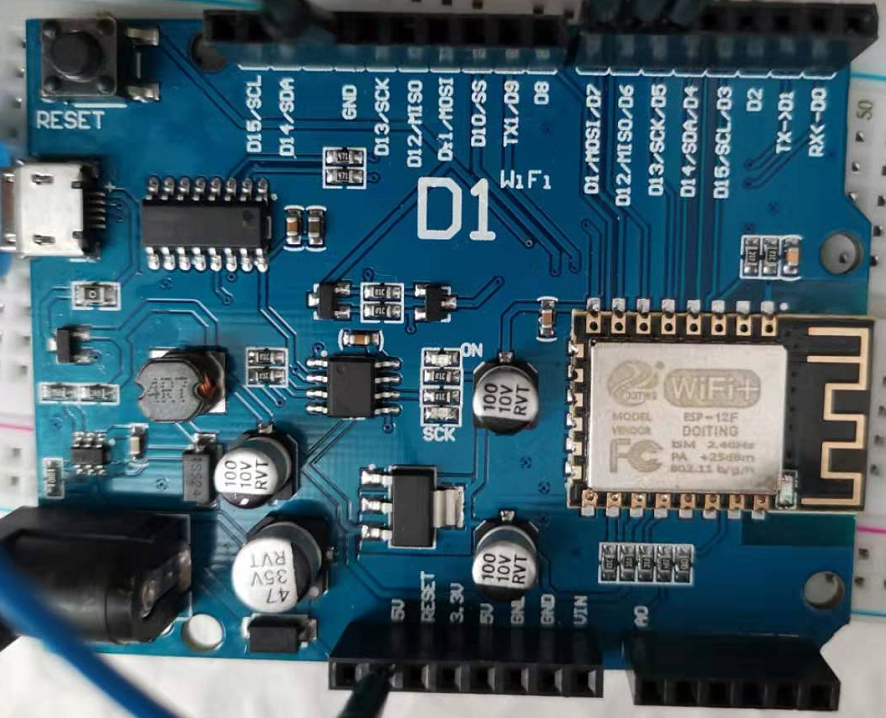 RESET
D15/SCL
D14/SDA
GND
D13/SCK
D12/MISO
D11/MOSI
D10/SS
TX1/D9
D8
D1/MOSI/D7
D12/MISO/D6
D13/SCK/D5
D14/SDA/D4
D15/SCL/D3
D2
TX->D1
RX<-D0
50
D1
WiFi
471
471
4R7
ON
SCK
100
10V
RVT
100
10V
RVT
47
35V
RVT
100
10V
RVT
WiFi+
MODEL ESP-12F
VENDOR DOITING
FC
ISM 2.4GHz
PA +25dBm
802.11 b/g/n
5V
RESET
3.3V
5V
GND
GND
VIN
A0